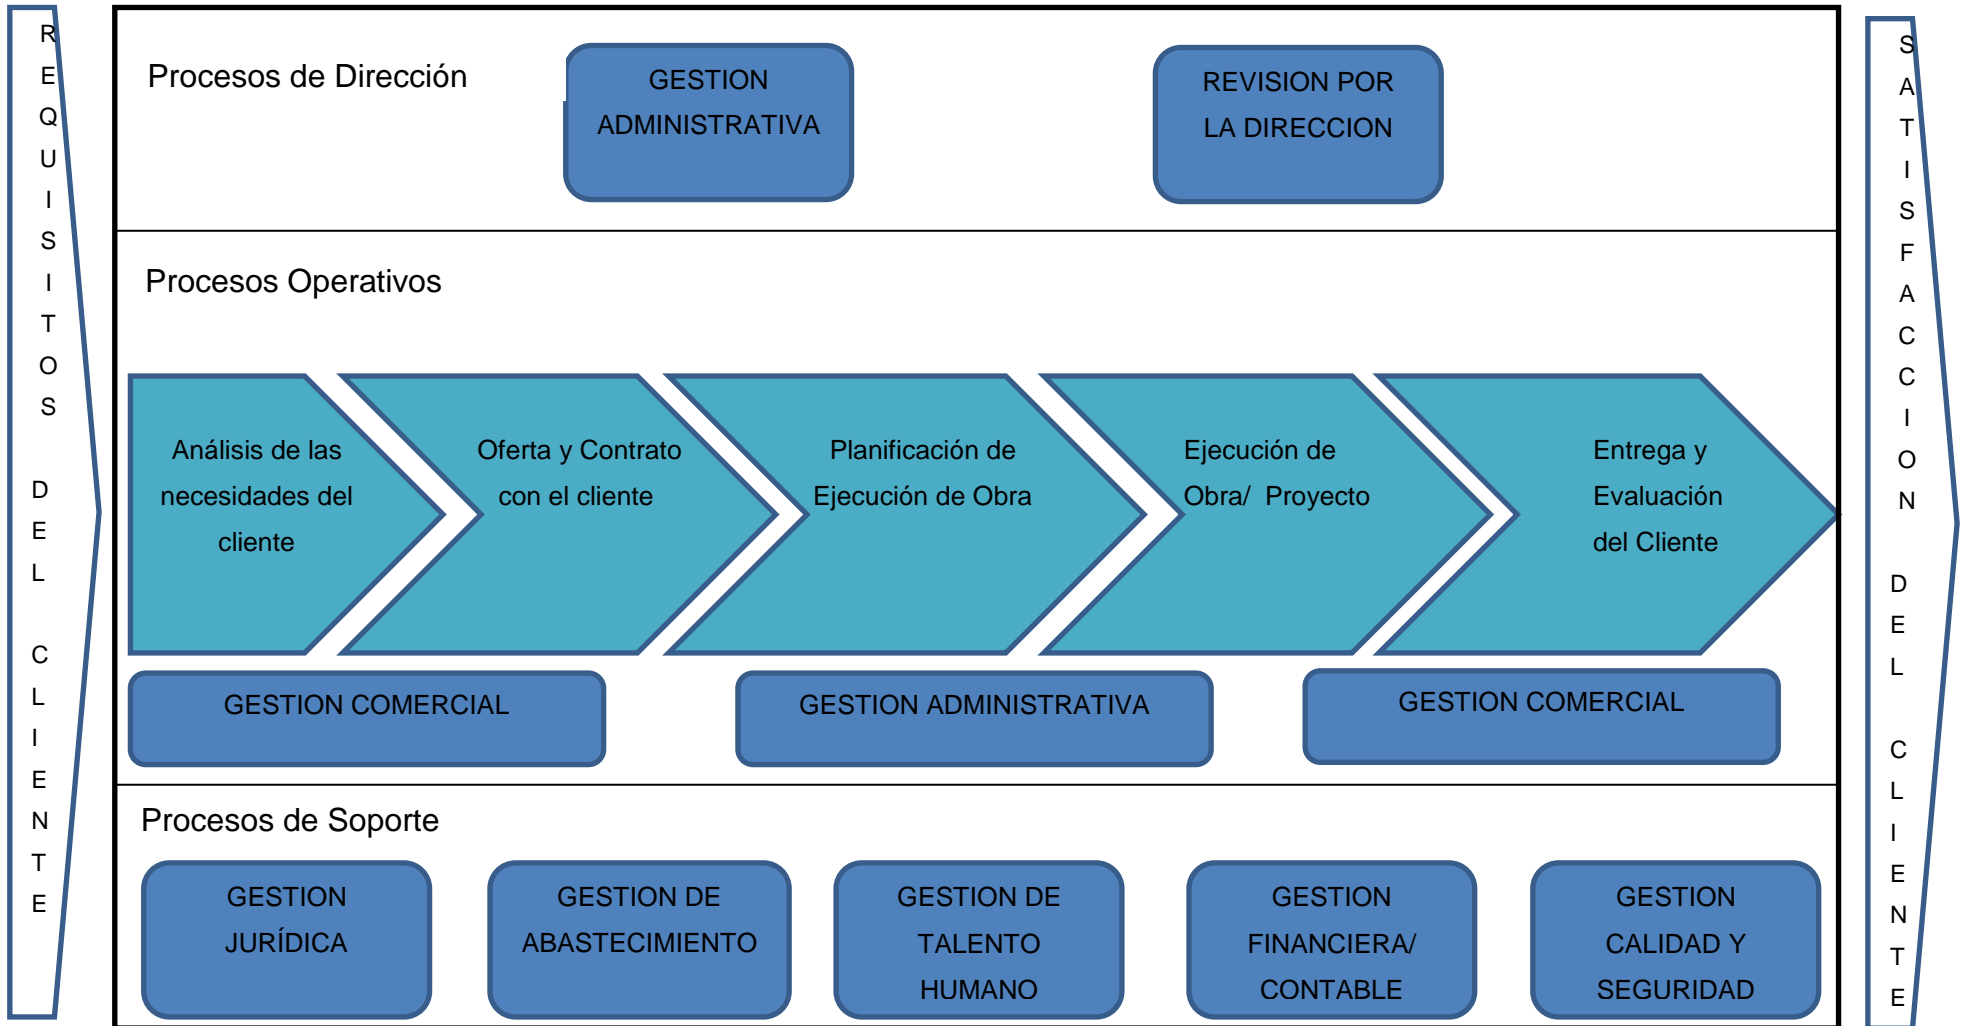 REQUISITOS DEL CLIENTE
Procesos de Dirección
GESTION
ADMINISTRATIVA
REVISION POR
LA DIRECCION
Procesos Operativos
Análisis de las
necesidades del
cliente
Oferta y Contrato
con el cliente
Planificación de
Ejecución de Obra
Ejecución de
Obra/ Proyecto
Entrega y
Evaluación
del Cliente
GESTION COMERCIAL
GESTION ADMINISTRATIVA
GESTION COMERCIAL
Procesos de Soporte
GESTION
JURÍDICA
GESTION DE
ABASTECIMIENTO
GESTION DE
TALENTO
HUMANO
GESTION
FINANCIERA/
CONTABLE
GESTION
CALIDAD Y
SEGURIDAD
SATISFACCION DEL CLIENTE